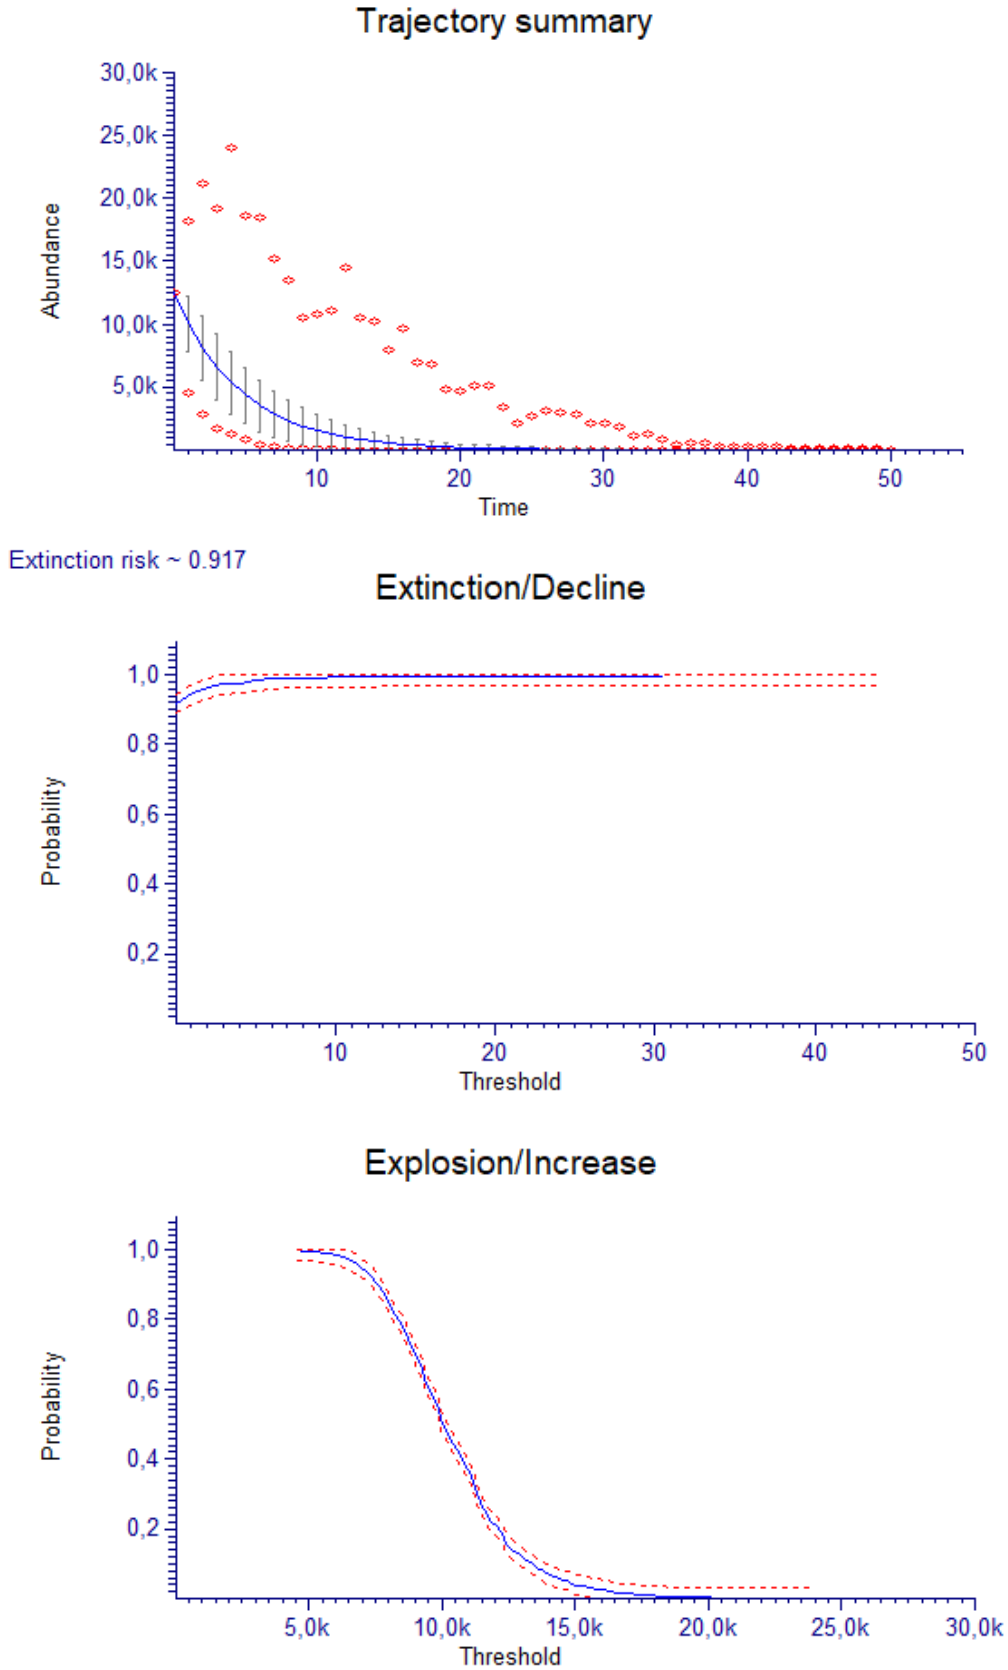 Trajectory summary
30,0k
25,0k
20,0k
15,0k
10,0k
5,0k
Abundance
10 20 30 40 50
Time
Extinction risk ~ 0.917
Extinction/Decline
1,0
0,8
0,6
0,4
0,2
Probability
10 20 30 40 50
Threshold
Explosion/Increase
1,0
0,8
0,6
0,4
0,2
Probability
5,0k 10,0k 15,0k 20,0k 25,0k 30,0k
Threshold